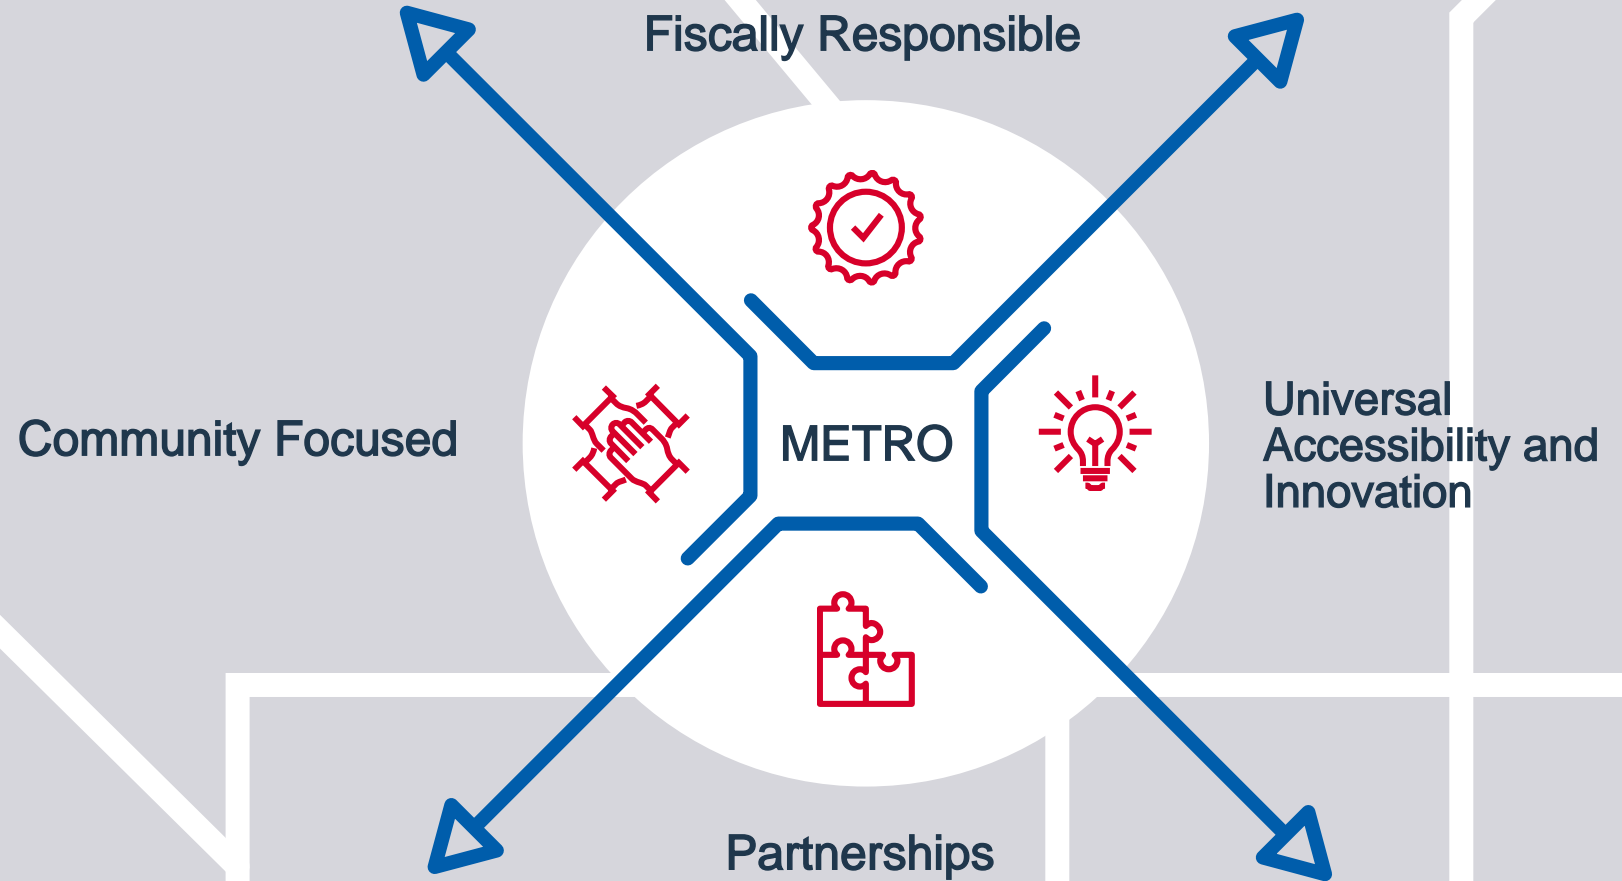 Fiscally Responsible
Community Focused
METRO
Universal
Accessibility and
Innovation
Partnerships